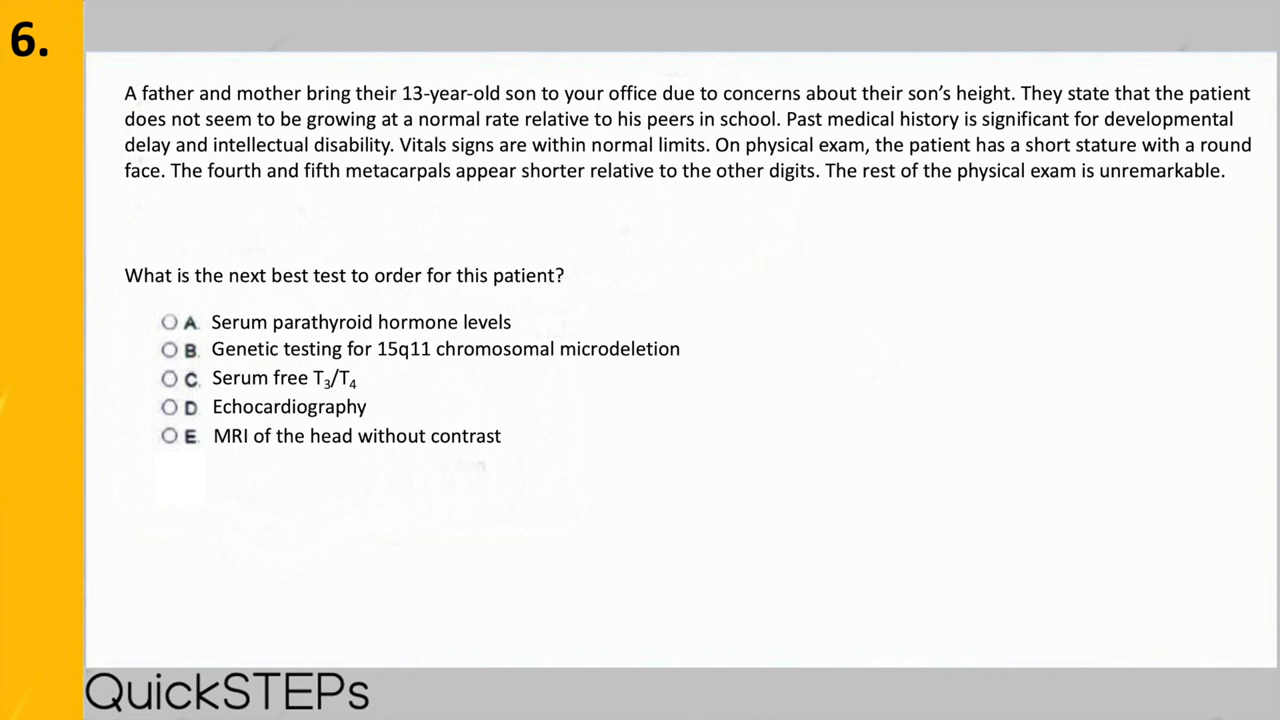 6.
A father and mother bring their 13-year-old son to your office due to concerns about their son’s height. They state that the patient
does not seem to be growing at a normal rate relative to his peers in school. Past medical history is significant for developmental
delay and intellectual disability. Vitals signs are within normal limits. On physical exam, the patient has a short stature with a round
face. The fourth and fifth metacarpals appear shorter relative to the other digits. The rest of the physical exam is unremarkable.
What is the next best test to order for this patient?
A. Serum parathyroid hormone levels
B. Genetic testing for 15q11 chromosomal microdeletion
C. Serum free T₃/T₄
D. Echocardiography
E. MRI of the head without contrast
QuickSTEPs